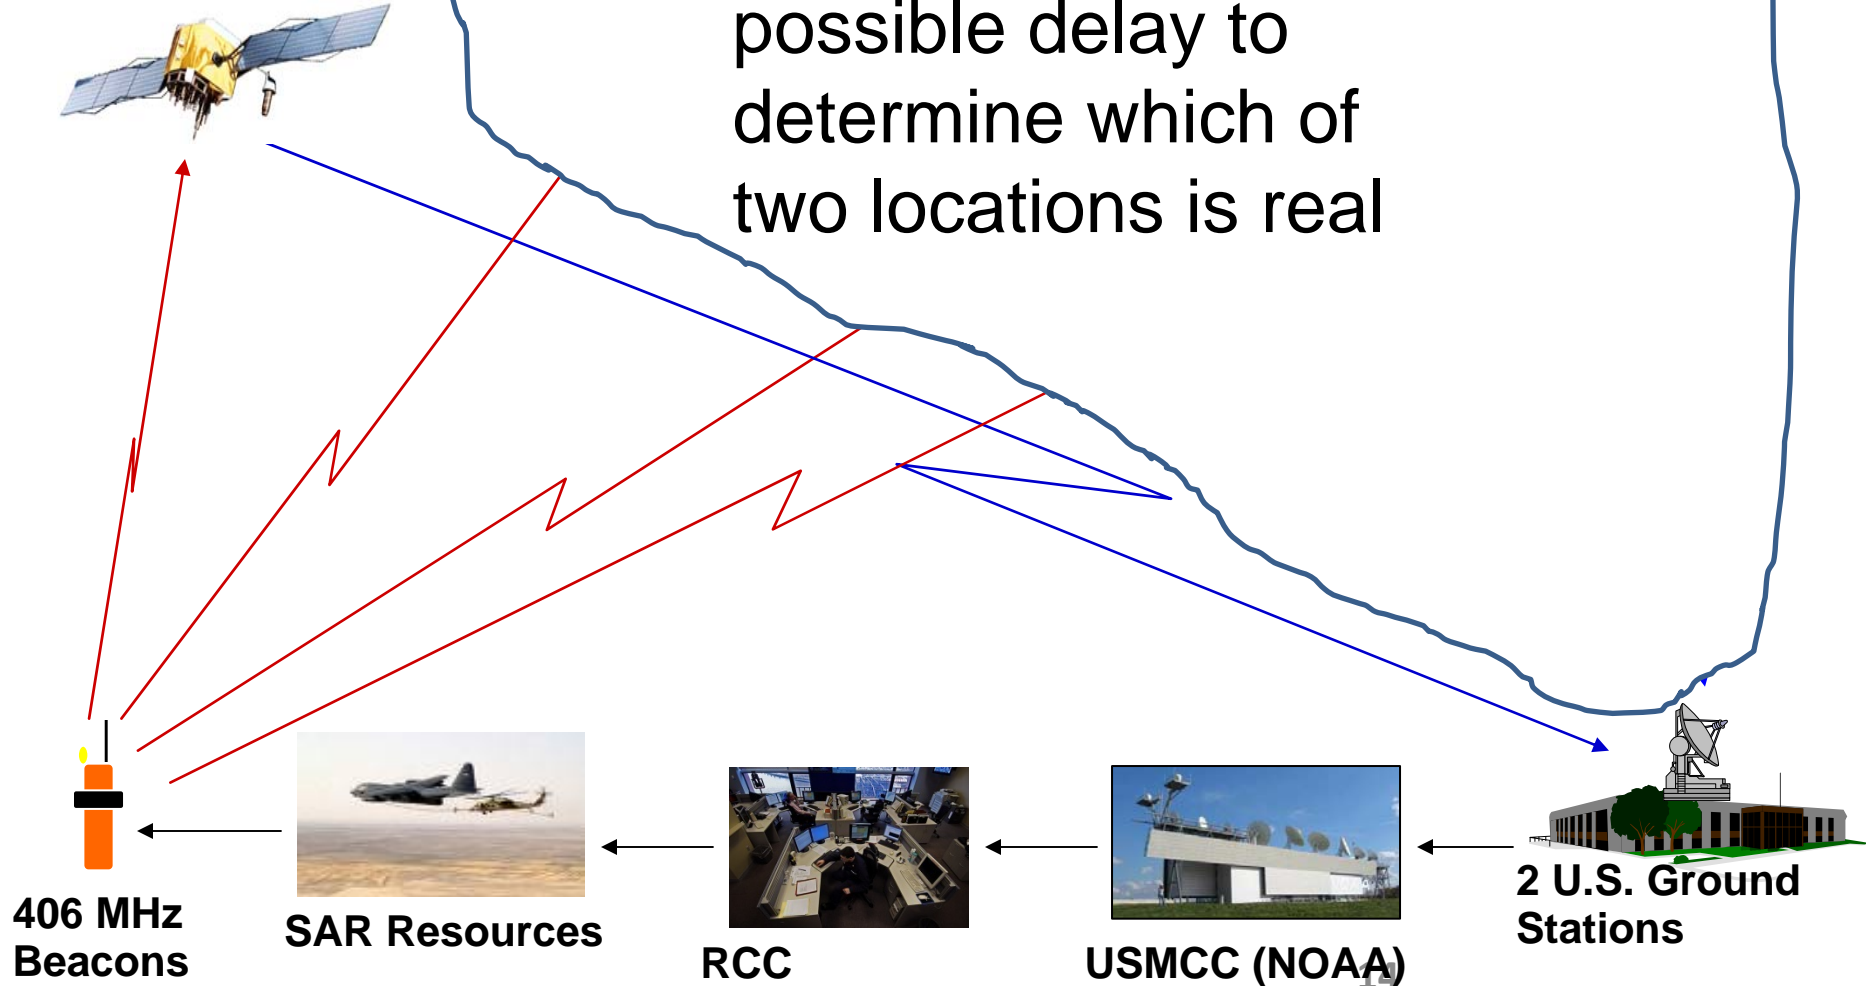 possible delay to
determine which of
two locations is real
406 MHz
Beacons
SAR Resources
RCC
USMCC (NOAA)
14
2 U.S. Ground
Stations